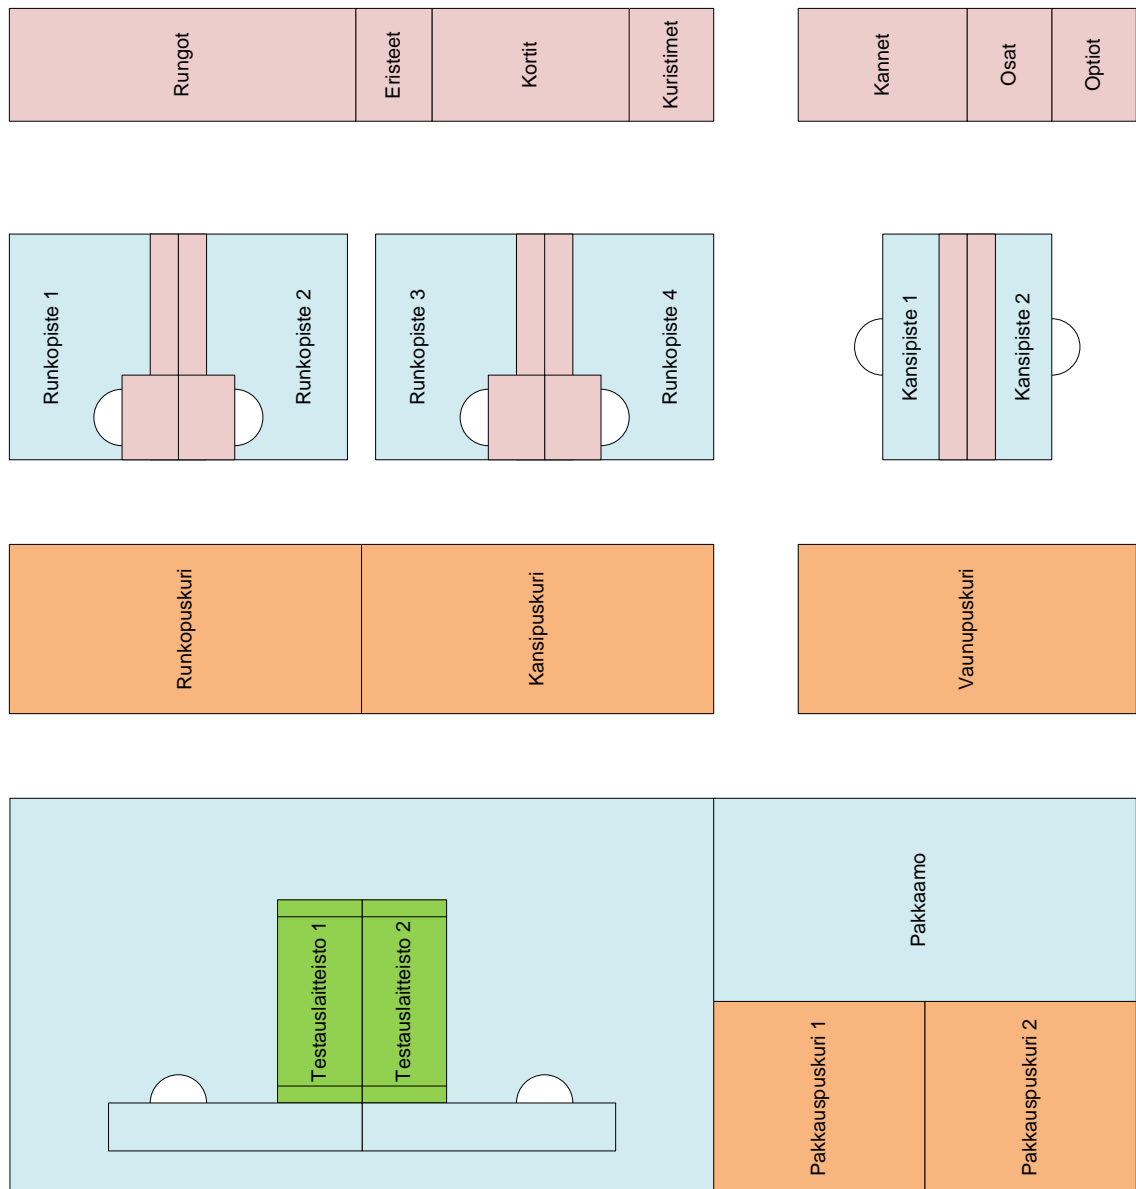 Rungot
Eristeet
Kortit
Kuristimet
Kannet
Osat
Optiot
Runkopiste 1
Runkopiste 2
Runkopiste 3
Runkopiste 4
Kansipiste 1
Kansipiste 2
Runkopuskuri
Kansipuskuri
Vaunupuskuri
Testauslaitteisto 1
Testauslaitteisto 2
Pakkaamo
Pakkauspuskuri 1
Pakkauspuskuri 2